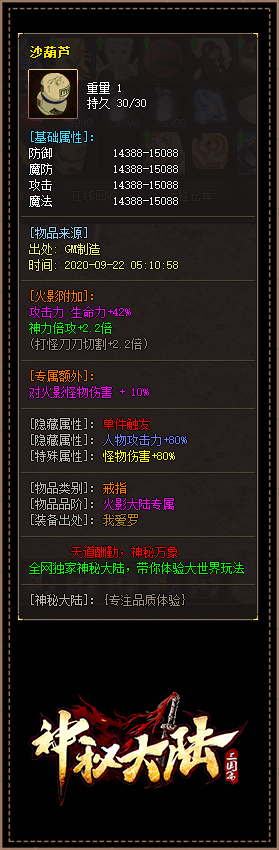 沙葫芦
重量 1
持久 30/30
[基础属性]:
防御 14388-15088
魔防 14388-15088
攻击 14388-15088
魔法 14388-15088
[物品来源]
出处: GM制造
时间: 2020-09-22 05:10:58
[火影附加]:
攻击力 生命力+42%
神力倍攻+2.2倍
(打怪刀刀切割+2.2倍)
[专属额外]:
对火影怪物伤害 + 10%
[隐藏属性]: 单件触发
[隐藏属性]: 人物攻击力+80%
[特殊属性]: 怪物伤害+80%
[物品类别]: 戒指
[物品品阶]: 火影大陆专属
[装备出处]: 我爱罗
天道酬勤, 神秘万象
全网独家神秘大陆, 带你体验大世界玩法
[神秘大陆]: {专注品质体验}
神秘大陆
三国篇